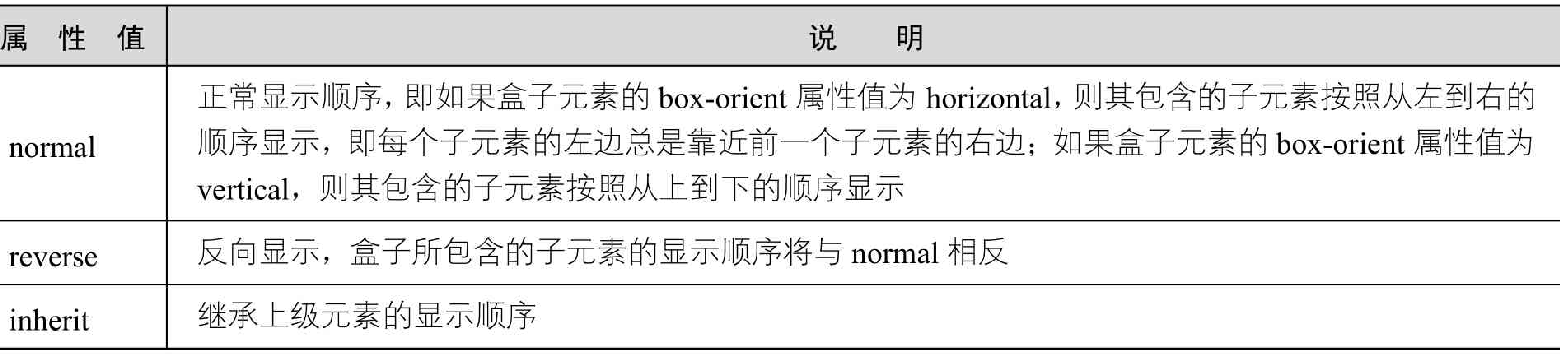 属 性 值 说 明
正常显示顺序，即如果盒子元素的 box-orient 属性值为 horizontal，则其包含的子元素按照从左到右的
normal 顺序显示，即每个子元素的左边总是靠近前一个子元素的右边；如果盒子元素的 box-orient 属性值为
vertical，则其包含的子元素按照从上到下的顺序显示
reverse 反向显示，盒子所包含的子元素的显示顺序将与 normal 相反
inherit 继承上级元素的显示顺序